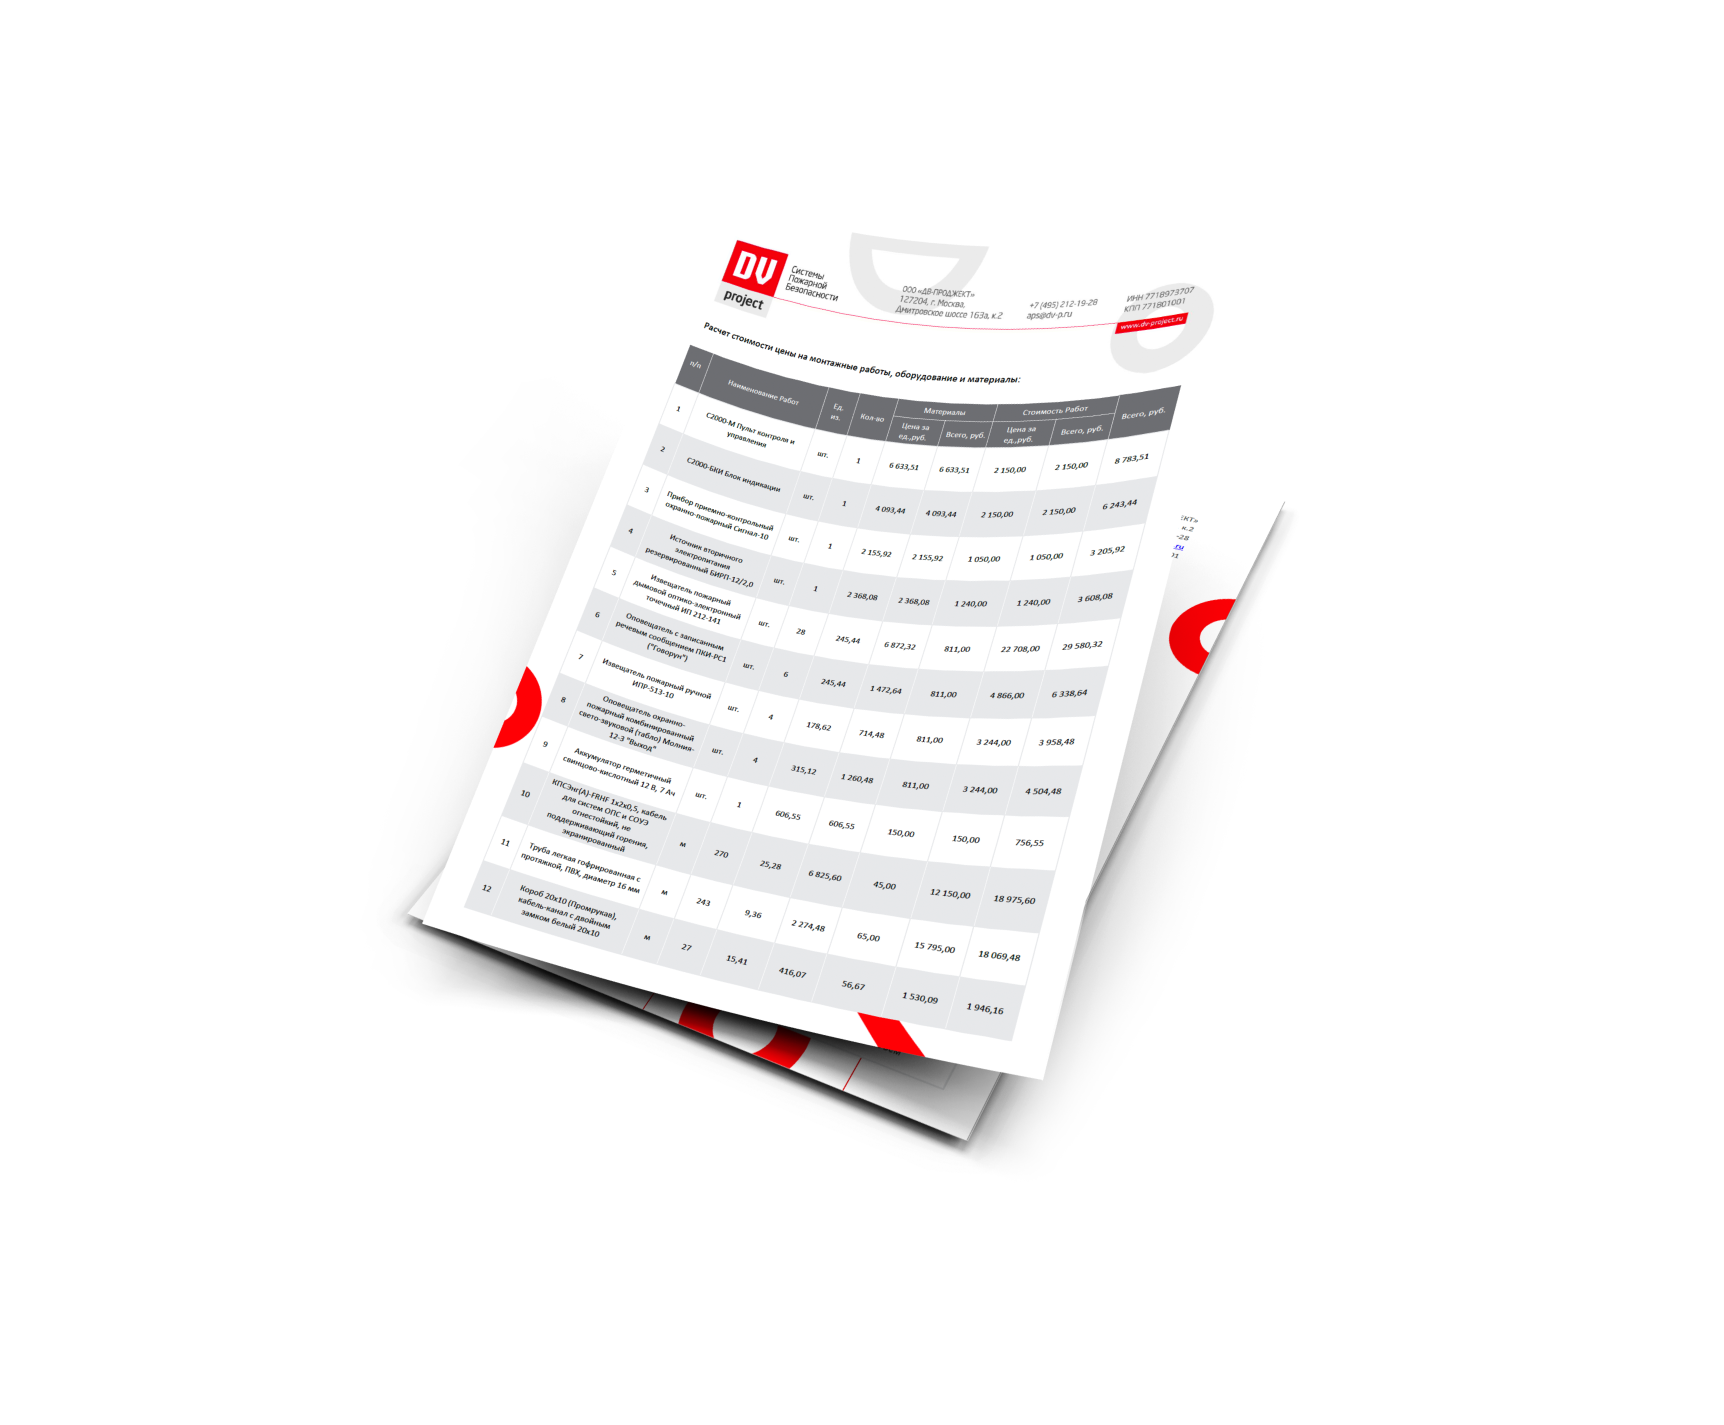 DV
project
Системы
Пожарной
Безопасности
ООО «ДВ-ПРОДЖЕКТ»
127204, г. Москва,
Дмитровское шоссе 163а, к.2
+7 (495) 212-19-28
aps@dv-p.ru
ИНН 7718973707
КПП 771801001
www.dv-project.ru
Расчет стоимости цены на монтажные работы, оборудование и материалы:
п/п
Наименование Работ
Ед.
из.
Кол-во
Материалы
Стоимость Работ
Всего, руб.
Цена за
ед.,руб.
Всего, руб.
Цена за
ед.,руб.
Всего, руб.
1
С2000-М Пульт контроля и
управления
шт.
1
6 633,51
6 633,51
2 150,00
2 150,00
8 783,51
2
С2000-БКИ Блок индикации
шт.
1
4 093,44
4 093,44
2 150,00
2 150,00
6 243,44
3
Прибор приемно-контрольный
охранно-пожарный Сигнал-10
шт.
1
2 155,92
2 155,92
1 050,00
1 050,00
3 205,92
4
Источник вторичного
электропитания
резервированный БИРП-12/2,0
шт.
1
2 368,08
2 368,08
1 240,00
1 240,00
3 608,08
5
Извещатель пожарный
дымовой оптико-электронный
точечный ИП 212-141
шт.
28
245,44
6 872,32
811,00
22 708,00
29 580,32
6
Оповещатель с записанным
речевым сообщением ПКИ-РС1
("Говорун")
шт.
6
245,44
1 472,64
811,00
4 866,00
6 338,64
7
Извещатель пожарный ручной
ИПР-513-10
шт.
4
178,62
714,48
811,00
3 244,00
3 958,48
8
Оповещатель охранно-
пожарный комбинированный
свето-звуковой (табло) Молния-
12-3 "Выход"
шт.
4
315,12
1 260,48
811,00
3 244,00
4 504,48
9
Аккумулятор герметичный
свинцово-кислотный 12 В, 7 Ач
шт.
1
606,55
606,55
150,00
150,00
756,55
10
КПСЭнг(А)-FRHF 1х2х0,5, кабель
для систем ОПС и СОУЭ
огнестойкий, не
поддерживающий горения,
экранированный
м
270
25,28
6 825,60
45,00
12 150,00
18 975,60
11
Труба легкая гофрированная с
протяжкой, ПВХ, диаметр 16 мм
м
243
9,36
2 274,48
65,00
15 795,00
18 069,48
12
Короб 20х10 (Промрукав),
кабель-канал с двойным
замком белый 20х10
м
27
15,41
416,07
56,67
1 530,09
1 946,16
к.2
-28
ru